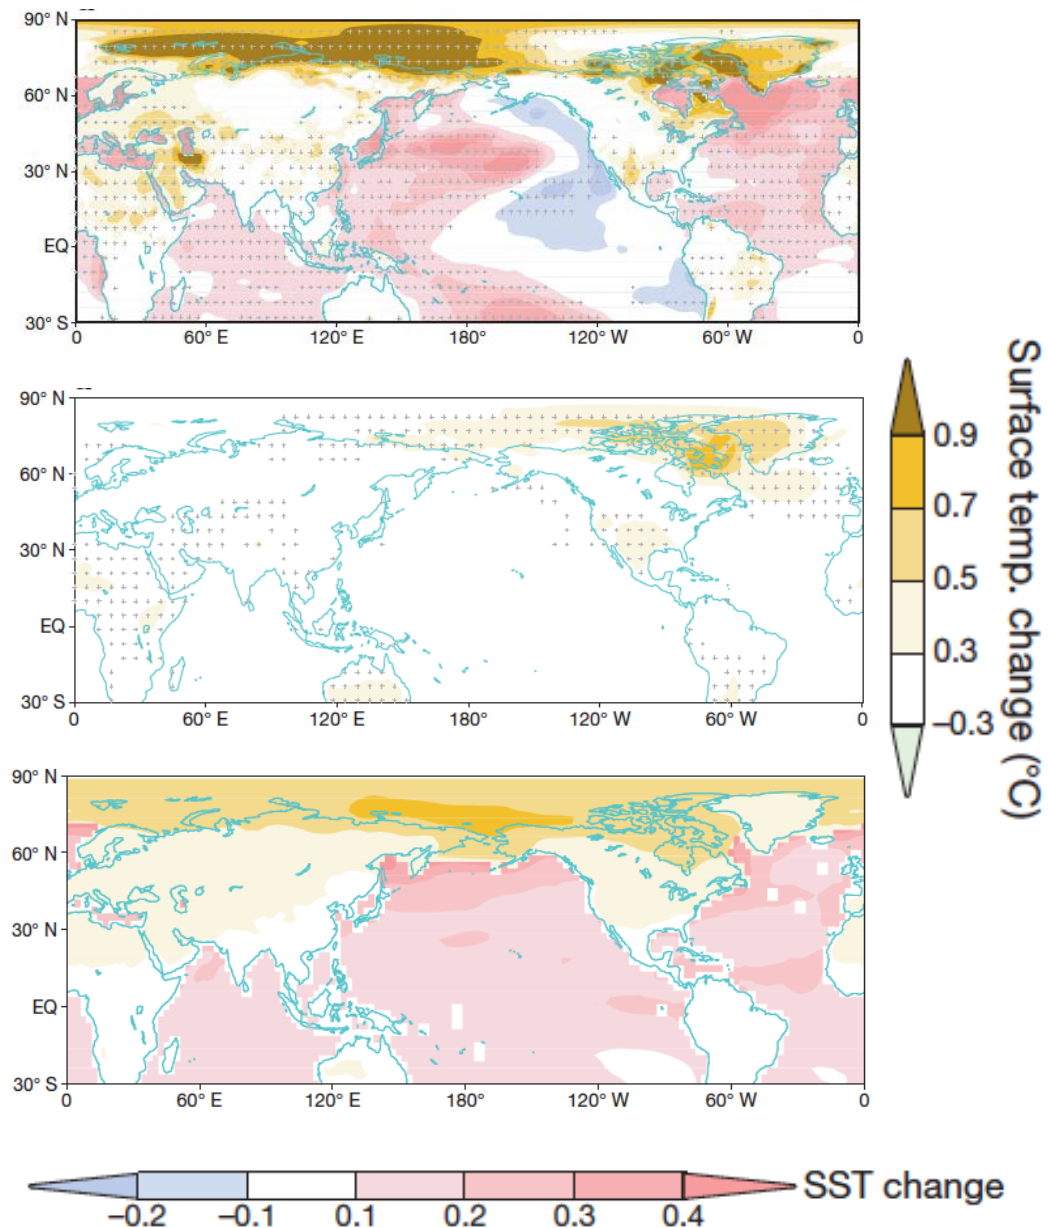 90° N
60° N
30° N
EQ
30° S
0 60° E 120° E 180° 120° W 60° W 0
90° N
60° N
30° N
EQ
30° S
0 60° E 120° E 180° 120° W 60° W 0
90° N
60° N
30° N
EQ
30° S
0 60° E 120° E 180° 120° W 60° W 0
0.9
0.7
0.5
0.3
−0.3
Surface temp. change (°C)
−0.2 −0.1 0.1 0.2 0.3 0.4
SST change